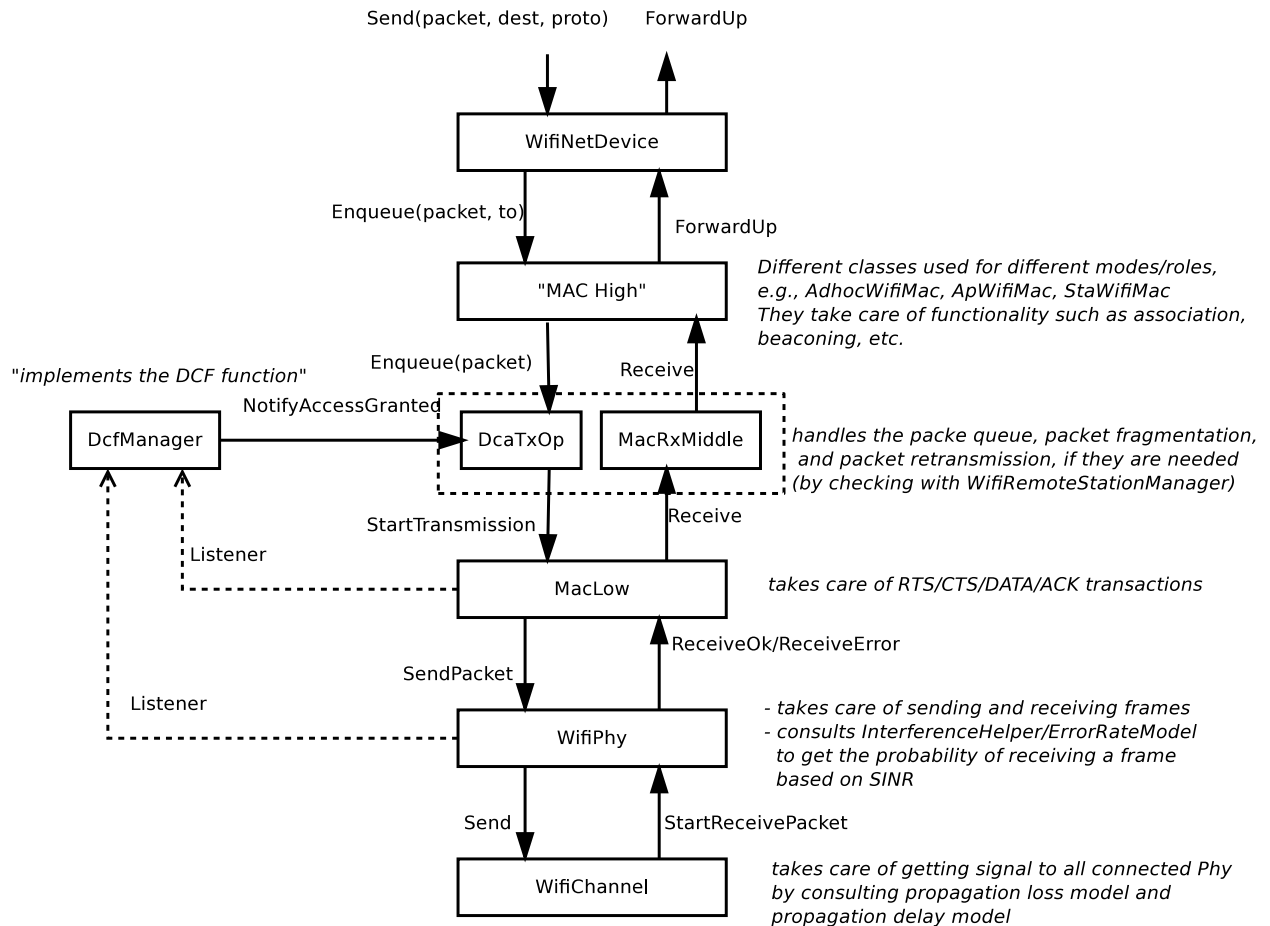 Send(packet, dest, proto)
ForwardUp
WifiNetDevice
Enqueue(packet, to)
ForwardUp
"MAC High"
Different classes used for different modes/roles,
e.g., AdhocWifiMac, ApWifiMac, StaWifiMac
They take care of functionality such as association,
beaconing, etc.
Enqueue(packet)
Receive
"implements the DCF function"
NotifyAccessGranted
DcfManager
DcaTxOp
MacRxMiddle
handles the packe queue, packet fragmentation,
and packet retransmission, if they are needed
(by checking with WifiRemoteStationManager)
StartTransmission
Receive
Listener
MacLow
takes care of RTS/CTS/DATA/ACK transactions
SendPacket
ReceiveOk/ReceiveError
Listener
WifiPhy
- takes care of sending and receiving frames
- consults InterferenceHelper/ErrorRateModel
to get the probability of receiving a frame
based on SINR
Send
StartReceivePacket
WifiChannel
takes care of getting signal to all connected Phy
by consulting propagation loss model and
propagation delay model